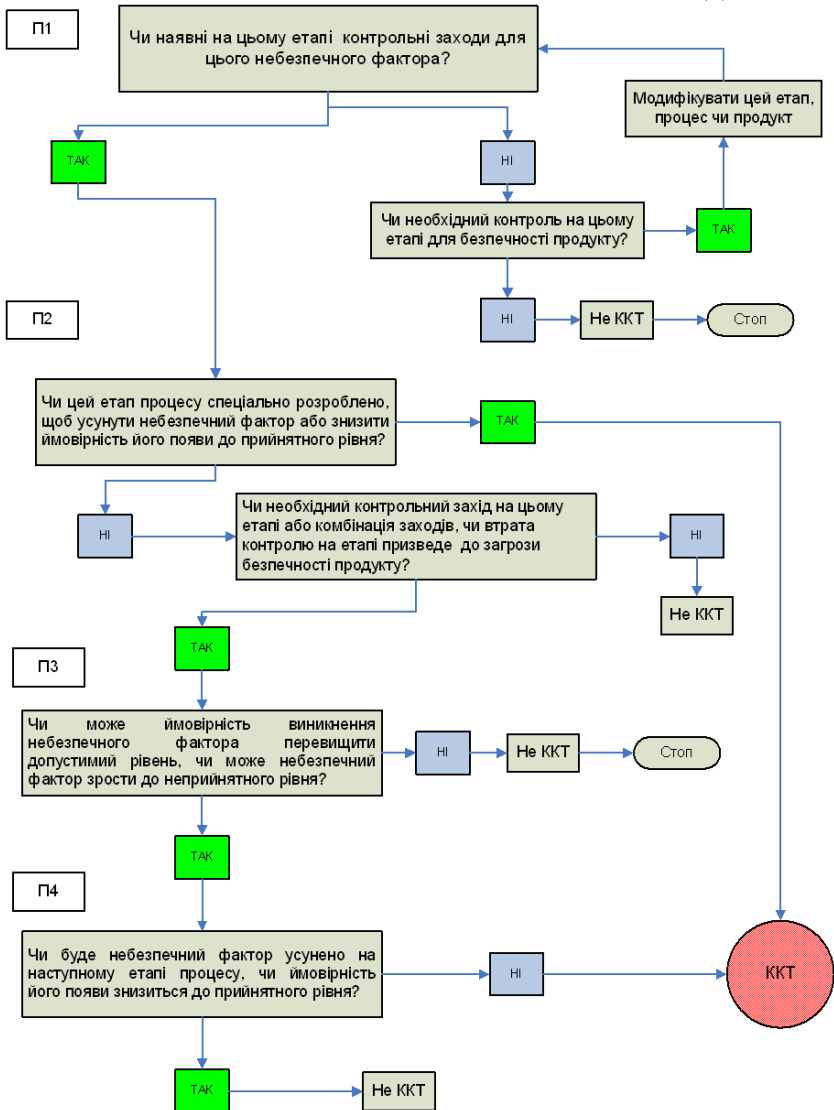 П1
Чи наявні на цьому етапі контрольні заходи для
цього небезпечного фактора?
Модифікувати цей етап,
процес чи продукт
ТАК
НІ
Чи необхідний контроль на цьому
етапі для безпечності продукту?
ТАК
П2
НІ
Не ККТ
Стоп
Чи цей етап процесу спеціально розроблено,
щоб усунути небезпечний фактор або знизити
ймовірність його появи до прийнятного рівня?
ТАК
НІ
Чи необхідний контрольний захід на цьому
етапі або комбінація заходів, чи втрата
контролю на етапі призведе до загрози
безпечності продукту?
НІ
Не ККТ
ТАК
П3
Чи може ймовірність виникнення
небезпечного фактора перевищити
допустимий рівень, чи може небезпечний
фактор зрости до неприйнятного рівня?
НІ
Не ККТ
Стоп
ТАК
П4
Чи буде небезпечний фактор усунено на
наступному етапі процесу, чи ймовірність
його появи знизиться до прийнятного рівня?
НІ
ККТ
ТАК
Не ККТ